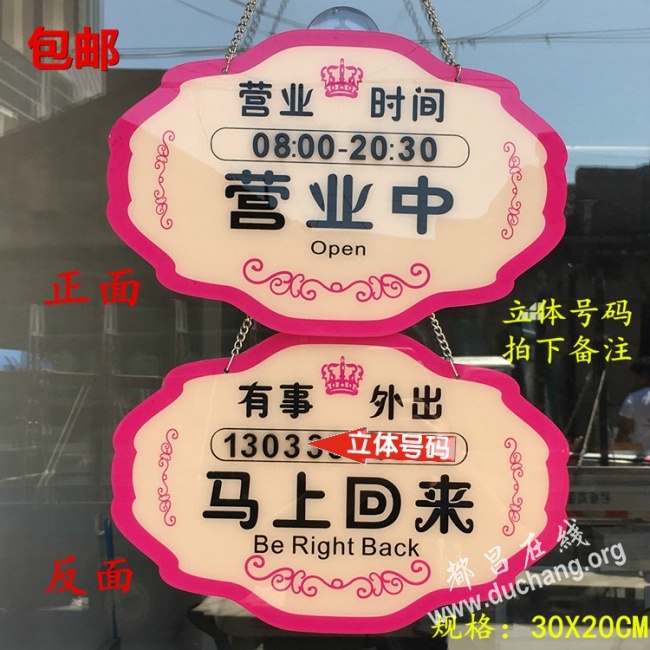 包邮
营业 时间
08:00-20:30
营业中
Open
正面
立体号码
拍下备注
有事 外出
13033
立体号码
马上回来
Be Right Back
反面
都昌在线
www.duchang.org
规格：30X20CM